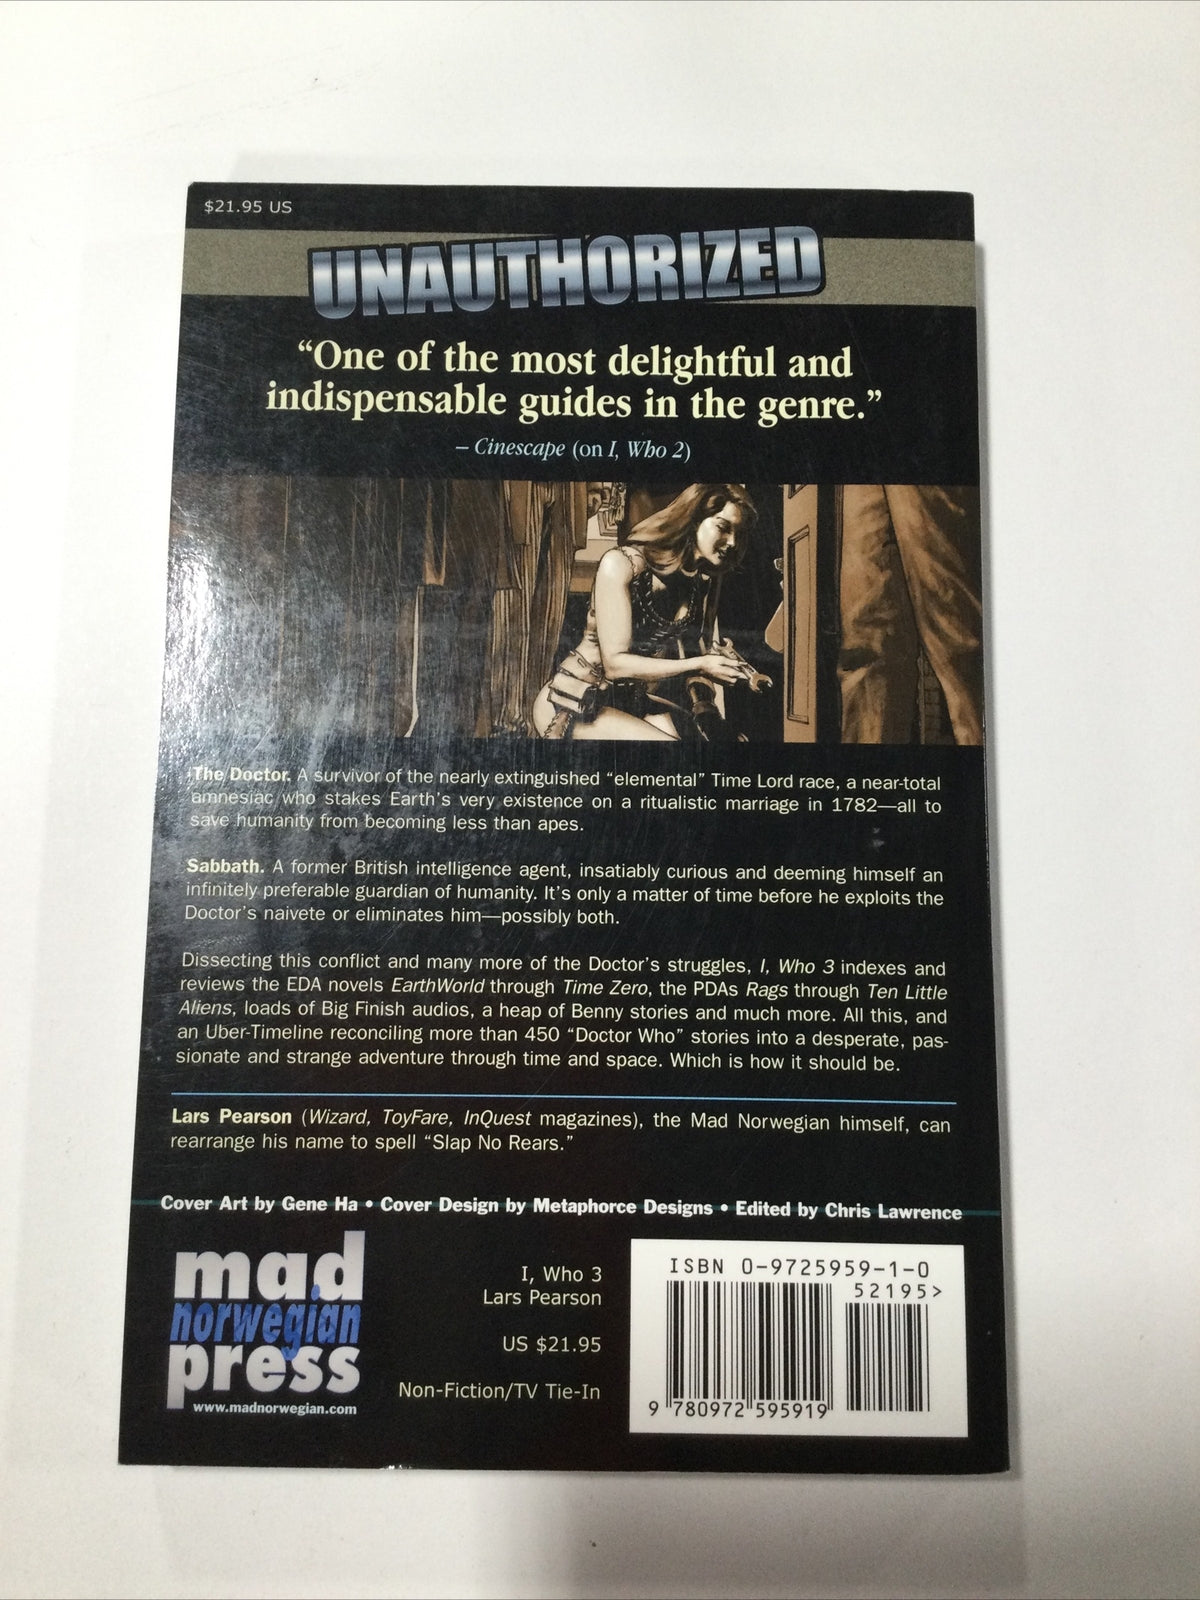 $21.95 US
UNAUTHORIZED
“One of the most delightful and
indispensable guides in the genre.”
– Cinescape (on I, Who 2)
The Doctor. A survivor of the nearly extinguished “elemental” Time Lord race, a near-total
amnesiac who stakes Earth’s very existence on a ritualistic marriage in 1782—all to
save humanity from becoming less than apes.
Sabbath. A former British intelligence agent, insatiably curious and deeming himself an
infinitely preferable guardian of humanity. It’s only a matter of time before he exploits the
Doctor’s naivete or eliminates him—possibly both.
Dissecting this conflict and many more of the Doctor’s struggles, I, Who 3 indexes and
reviews the EDA novels EarthWorld through Time Zero, the PDAs Rags through Ten Little
Aliens, loads of Big Finish audios, a heap of Benny stories and much more. All this, and
an Uber-Timeline reconciling more than 450 “Doctor Who” stories into a desperate, pas-
sionate and strange adventure through time and space. Which is how it should be.
Lars Pearson (Wizard, ToyFare, InQuest magazines), the Mad Norwegian himself, can
rearrange his name to spell “Slap No Rears.”
Cover Art by Gene Ha • Cover Design by Metaphorce Designs • Edited by Chris Lawrence
mad
norwegian
press
www.madnorwegian.com
I, Who 3
Lars Pearson
US $21.95
Non-Fiction/TV Tie-In
ISBN 0-9725959-1-0
52195>
9 780972 595919